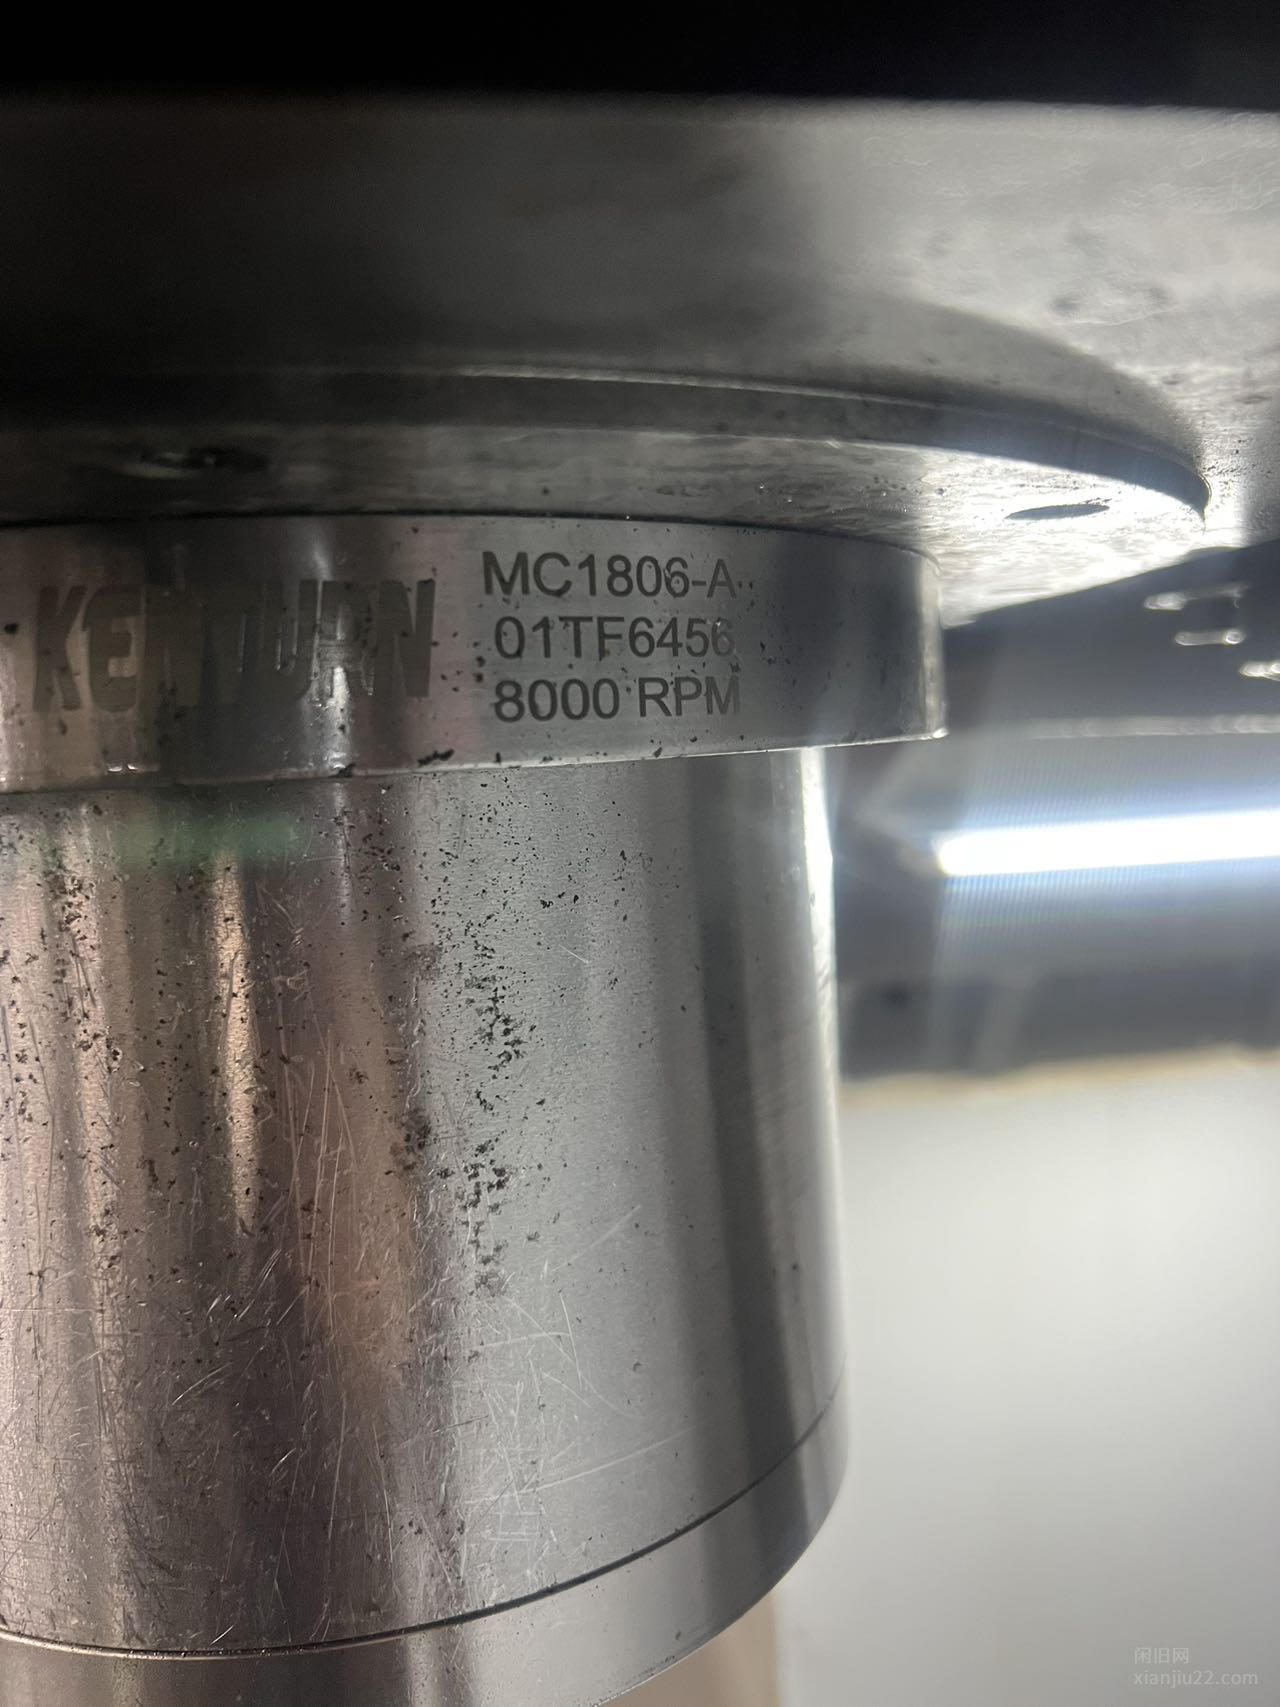 KENTURN
MC1806-A
01TF6456
8000 RPM
闲旧网
xianjiu22.com